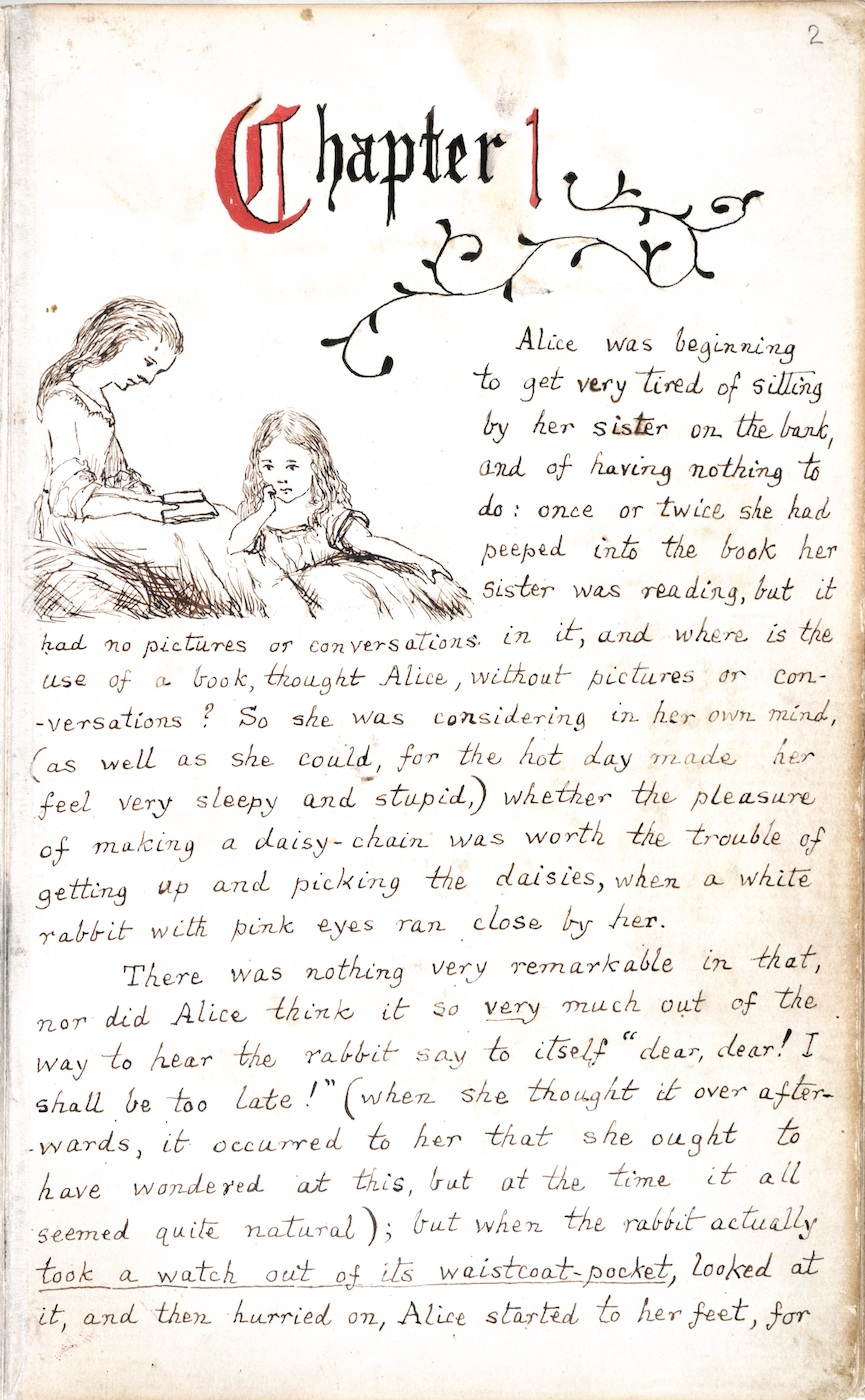 2
Chapter 1
Alice was beginning
to get very tired of sitting
by her sister on the bank,
and of having nothing to
do: once or twice she had
peeped into the book her
sister was reading, but it
had no pictures or conversations in it, and where is the
use of a book, thought Alice, without pictures or con-
-versations? So she was considering in her own mind,
(as well as she could, for the hot day made her
feel very sleepy and stupid,) whether the pleasure
of making a daisy-chain was worth the trouble of
getting up and picking the daisies, when a white
rabbit with pink eyes ran close by her.
There was nothing very remarkable in that,
nor did Alice think it so very much out of the
way to hear the rabbit say to itself "dear, dear! I
shall be too late!" (when she thought it over after-
-wards, it occurred to her that she ought to
have wondered at this, but at the time it all
seemed quite natural); but when the rabbit actually
took a watch out of its waistcoat-pocket, looked at
it, and then hurried on, Alice started to her feet, for